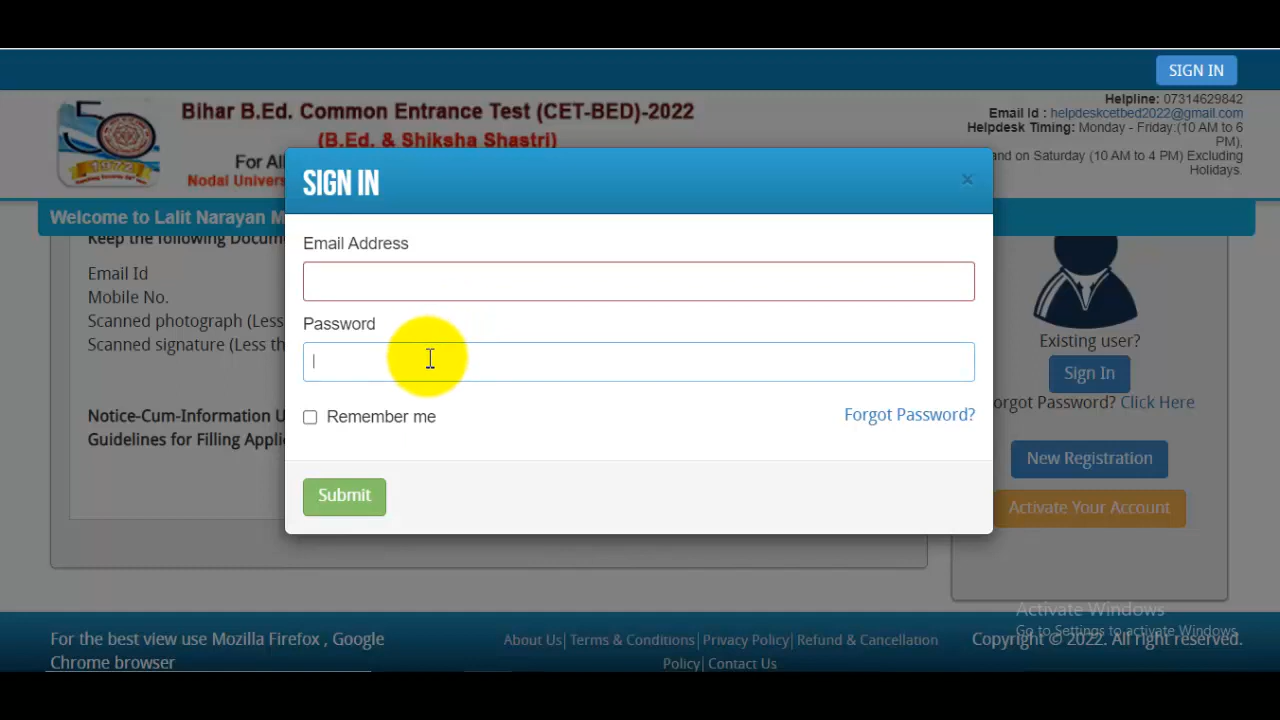 SIGN IN
Bihar B.Ed. Common Entrance Test (CET-BED)-2022
(B.Ed. & Shiksha Shastri)
For All
Nodal Univers
Helpline: 07314629842
Email Id : helpdeskcetbed2022@gmail.com
Helpdesk Timing: Monday - Friday:(10 AM to 6
PM),
and on Saturday (10 AM to 4 PM) Excluding
Holidays.
Welcome to Lalit Narayan M
SIGN IN
×
Email Address
Password
Remember me
Forgot Password?
Submit
Keep the following Docum
Email Id
Mobile No.
Scanned photograph (Less
Scanned signature (Less th
Notice-Cum-Information U
Guidelines for Filling Appli
Existing user?
Sign In
orgot Password? Click Here
New Registration
Activate Your Account
Activate Windows
Go to Settings to activate Windows.
For the best view use Mozilla Firefox , Google
Chrome browser
About Us| Terms & Conditions| Privacy Policy| Refund & Cancellation
Policy| Contact Us
Copyright © 2022. All right reserved.